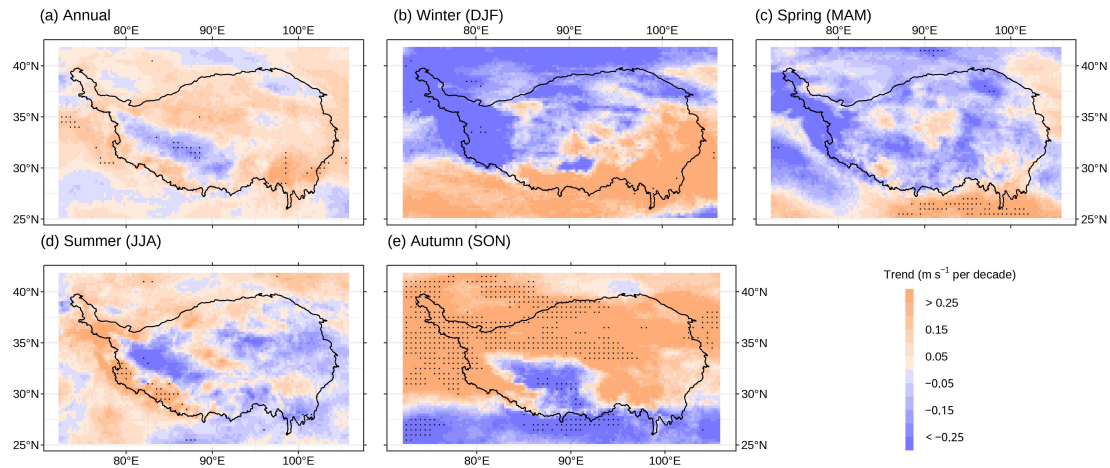 (a) Annual
(b) Winter (DJF)
(c) Spring (MAM)
80°E 90°E 100°E
80°E 90°E 100°E
80°E 90°E 100°E
40°N 40°N
35°N 35°N
30°N 30°N
25°N 25°N
(d) Summer (JJA)
(e) Autumn (SON)
40°N 40°N
35°N 35°N
30°N 30°N
25°N 25°N
80°E 90°E 100°E
80°E 90°E 100°E
Trend (m s⁻¹ per decade)
> 0.25
0.15
0.05
−0.05
−0.15
< −0.25